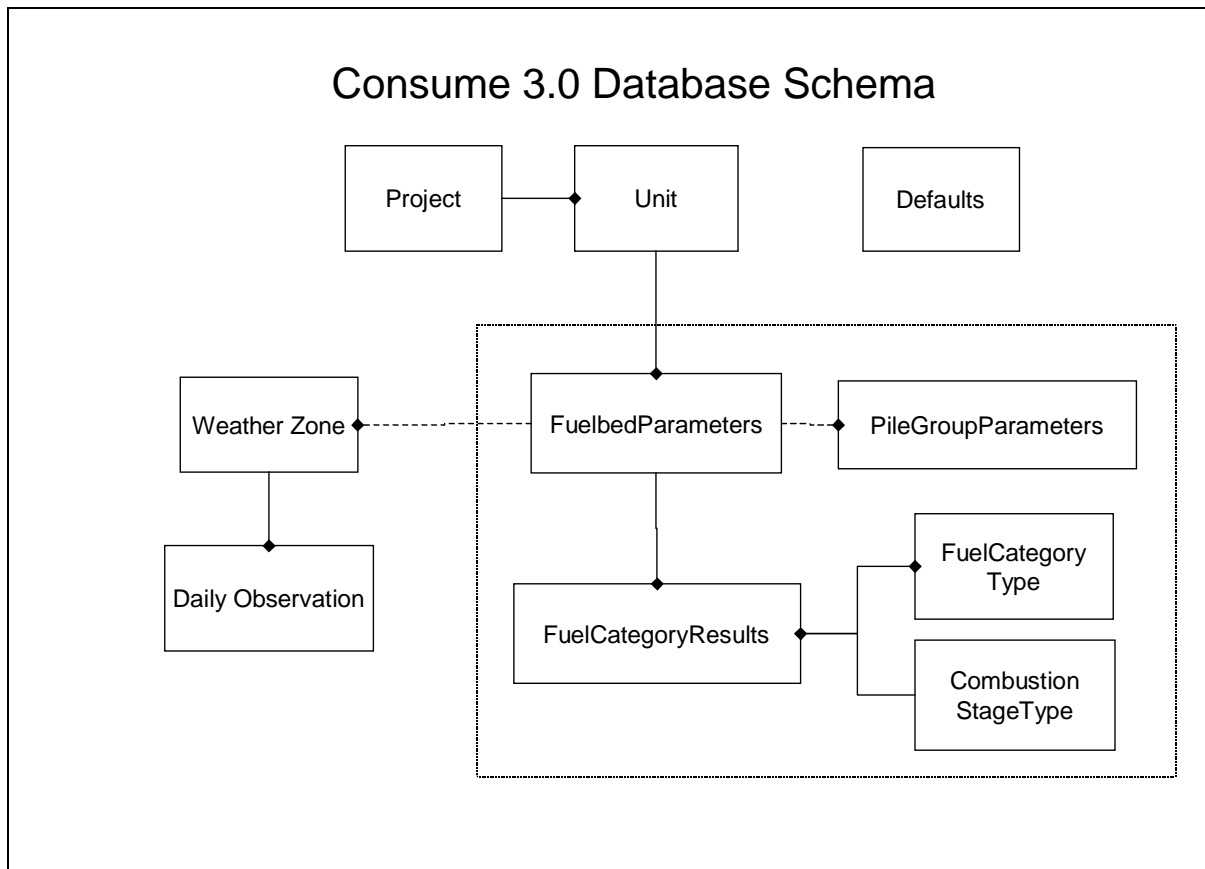 Consume 3.0 Database Schema
Project
Unit
Defaults
Weather Zone
FuelbedParameters
PileGroupParameters
Daily Observation
FuelCategoryResults
FuelCategory
Type
Combustion
StageType